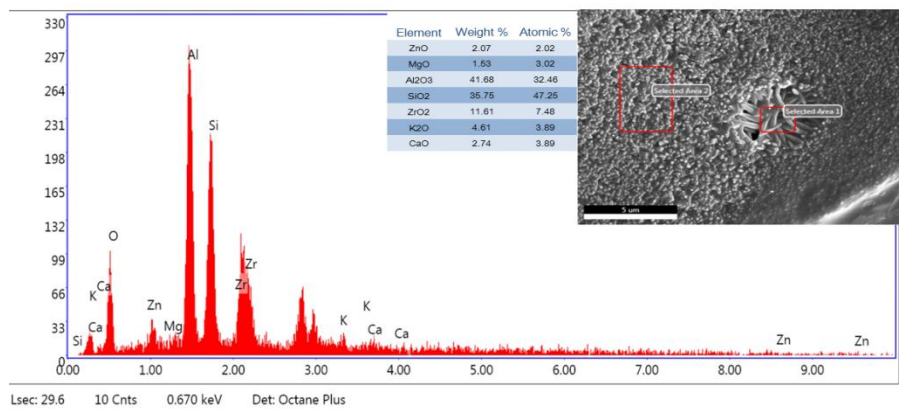 330
297
264
231
198
165
132
99
66
33
0
0.00 1.00 2.00 3.00 4.00 5.00 6.00 7.00 8.00 9.00
Si
K
Ca
Ca
O
Zn
Mg
Al
Si
Zr
Zr
K
K
Ca
Ca
Zn
Zn
Element Weight % Atomic %
ZnO 2.07 2.02
MgO 1.53 3.02
Al2O3 41.68 32.46
SiO2 35.75 47.25
ZrO2 11.61 7.48
K2O 4.61 3.89
CaO 2.74 3.89
Selected Area 2
Selected Area 1
5 um
Lsec: 29.6 10 Cnts 0.670 keV Det: Octane Plus